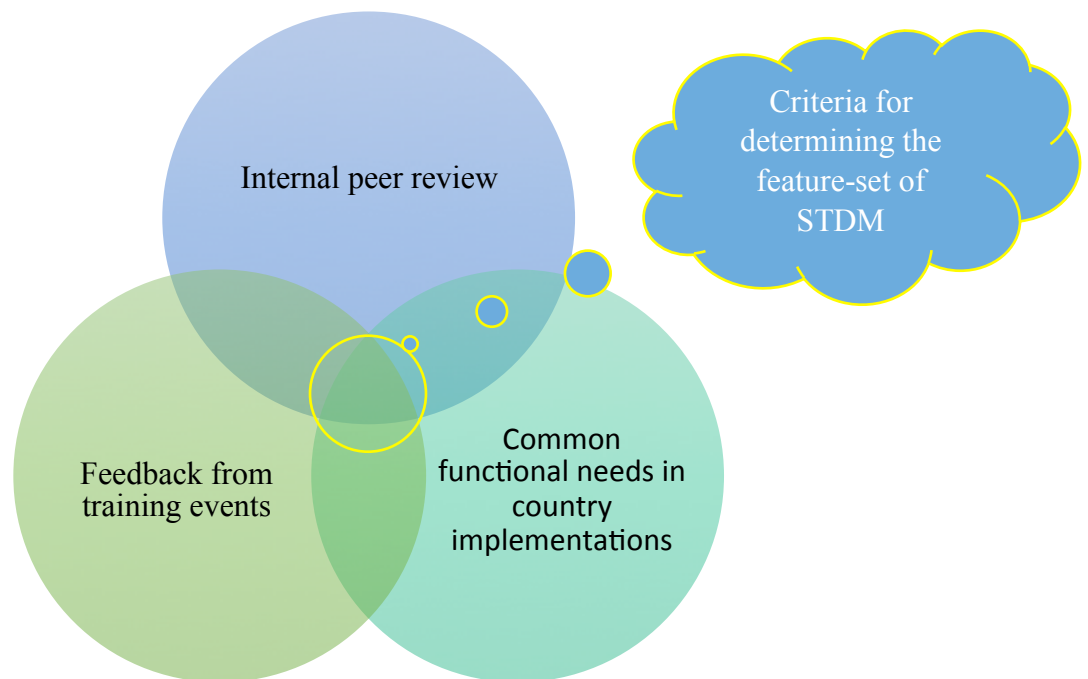 Internal peer review
Criteria for
determining the
feature-set of
STDM
Feedback from
training events
Common
functional needs in
country
implementations